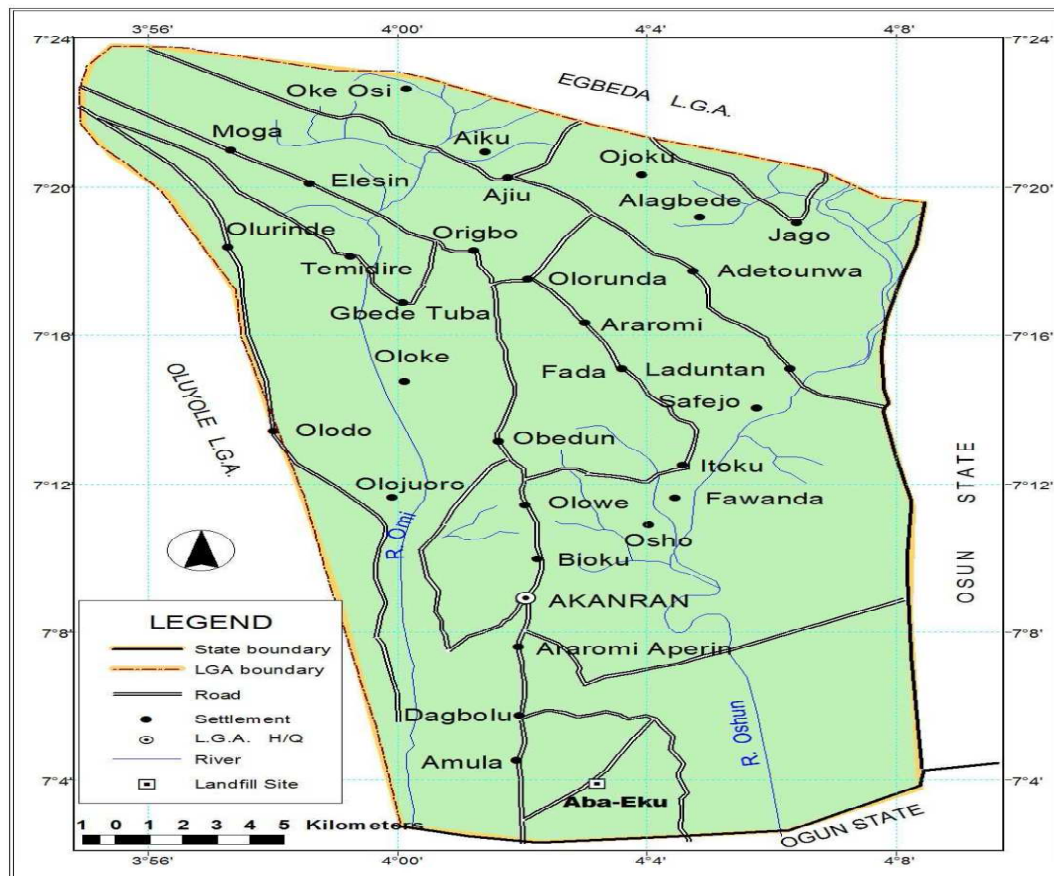 3°56' 4°00' 4°4' 4°8'
7°24' 7°24'
EGBEDA L.G.A.
Oke Osi
Moga
Aiku
Ojoku
7°20' Elesin 7°20'
Ajiu
Alagbede
Jago
Olurinde
Origbo
Temidire
Olorunda
Adetounwa
Gbede Tuba
Araromi
7°16' 7°16'
Oloke
Fada
Laduntan
OLUYOLE L.G.A.
Safejo
Olodo
Obedun
Itoku
7°12' 7°12'
Olojuoro
Olowe
Fawanda
R. Omi
Osho
OSUN STATE
Bioku
AKANRAN
7°8' 7°8'
Araromi Aperin
Dagbolu
R. Oshun
Amula
7°4' 7°4'
Aba-Eku
OGUN STATE
LEGEND
State boundary
LGA boundary
Road
Settlement
L.G.A. H/Q
River
Landfill Site
1 0 1 2 3 4 5 Kilometers
3°56' 4°00' 4°4' 4°8'